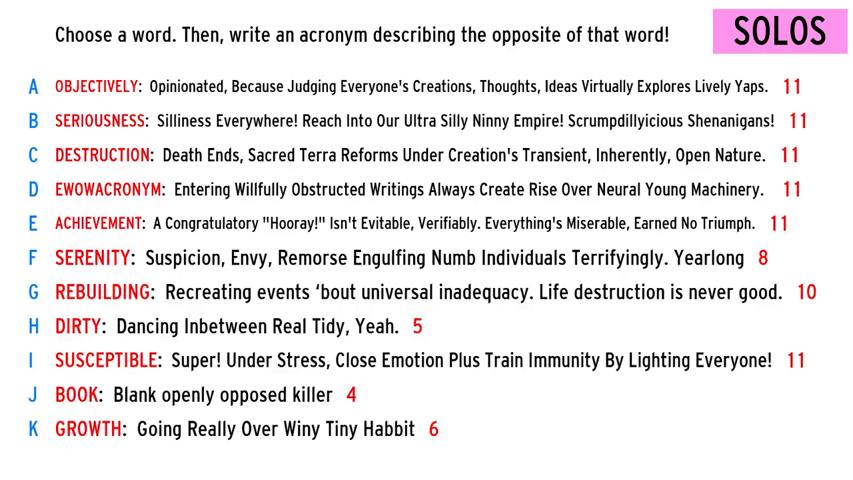 Choose a word. Then, write an acronym describing the opposite of that word! SOLOS
A OBJECTIVELY: Opinionated, Because Judging Everyone's Creations, Thoughts, Ideas Virtually Explores Lively Yaps. 11
B SERIOUSNESS: Silliness Everywhere! Reach Into Our Ultra Silly Ninny Empire! Scrumpdillyicious Shenanigans! 11
C DESTRUCTION: Death Ends, Sacred Terra Reforms Under Creation's Transient, Inherently, Open Nature. 11
D EWOWACRONYM: Entering Willfully Obstructed Writings Always Create Rise Over Neural Young Machinery. 11
E ACHIEVEMENT: A Congratulatory "Hooray!" Isn't Evitable, Verifiably. Everything's Miserable, Earned No Triumph. 11
F SERENITY: Suspicion, Envy, Remorse Engulfing Numb Individuals Terrifyingly. Yearlong 8
G REBUILDING: Recreating events ‘bout universal inadequacy. Life destruction is never good. 10
H DIRTY: Dancing Inbetween Real Tidy, Yeah. 5
I SUSCEPTIBLE: Super! Under Stress, Close Emotion Plus Train Immunity By Lighting Everyone! 11
J BOOK: Blank openly opposed killer 4
K GROWTH: Going Really Over Winy Tiny Habbit 6